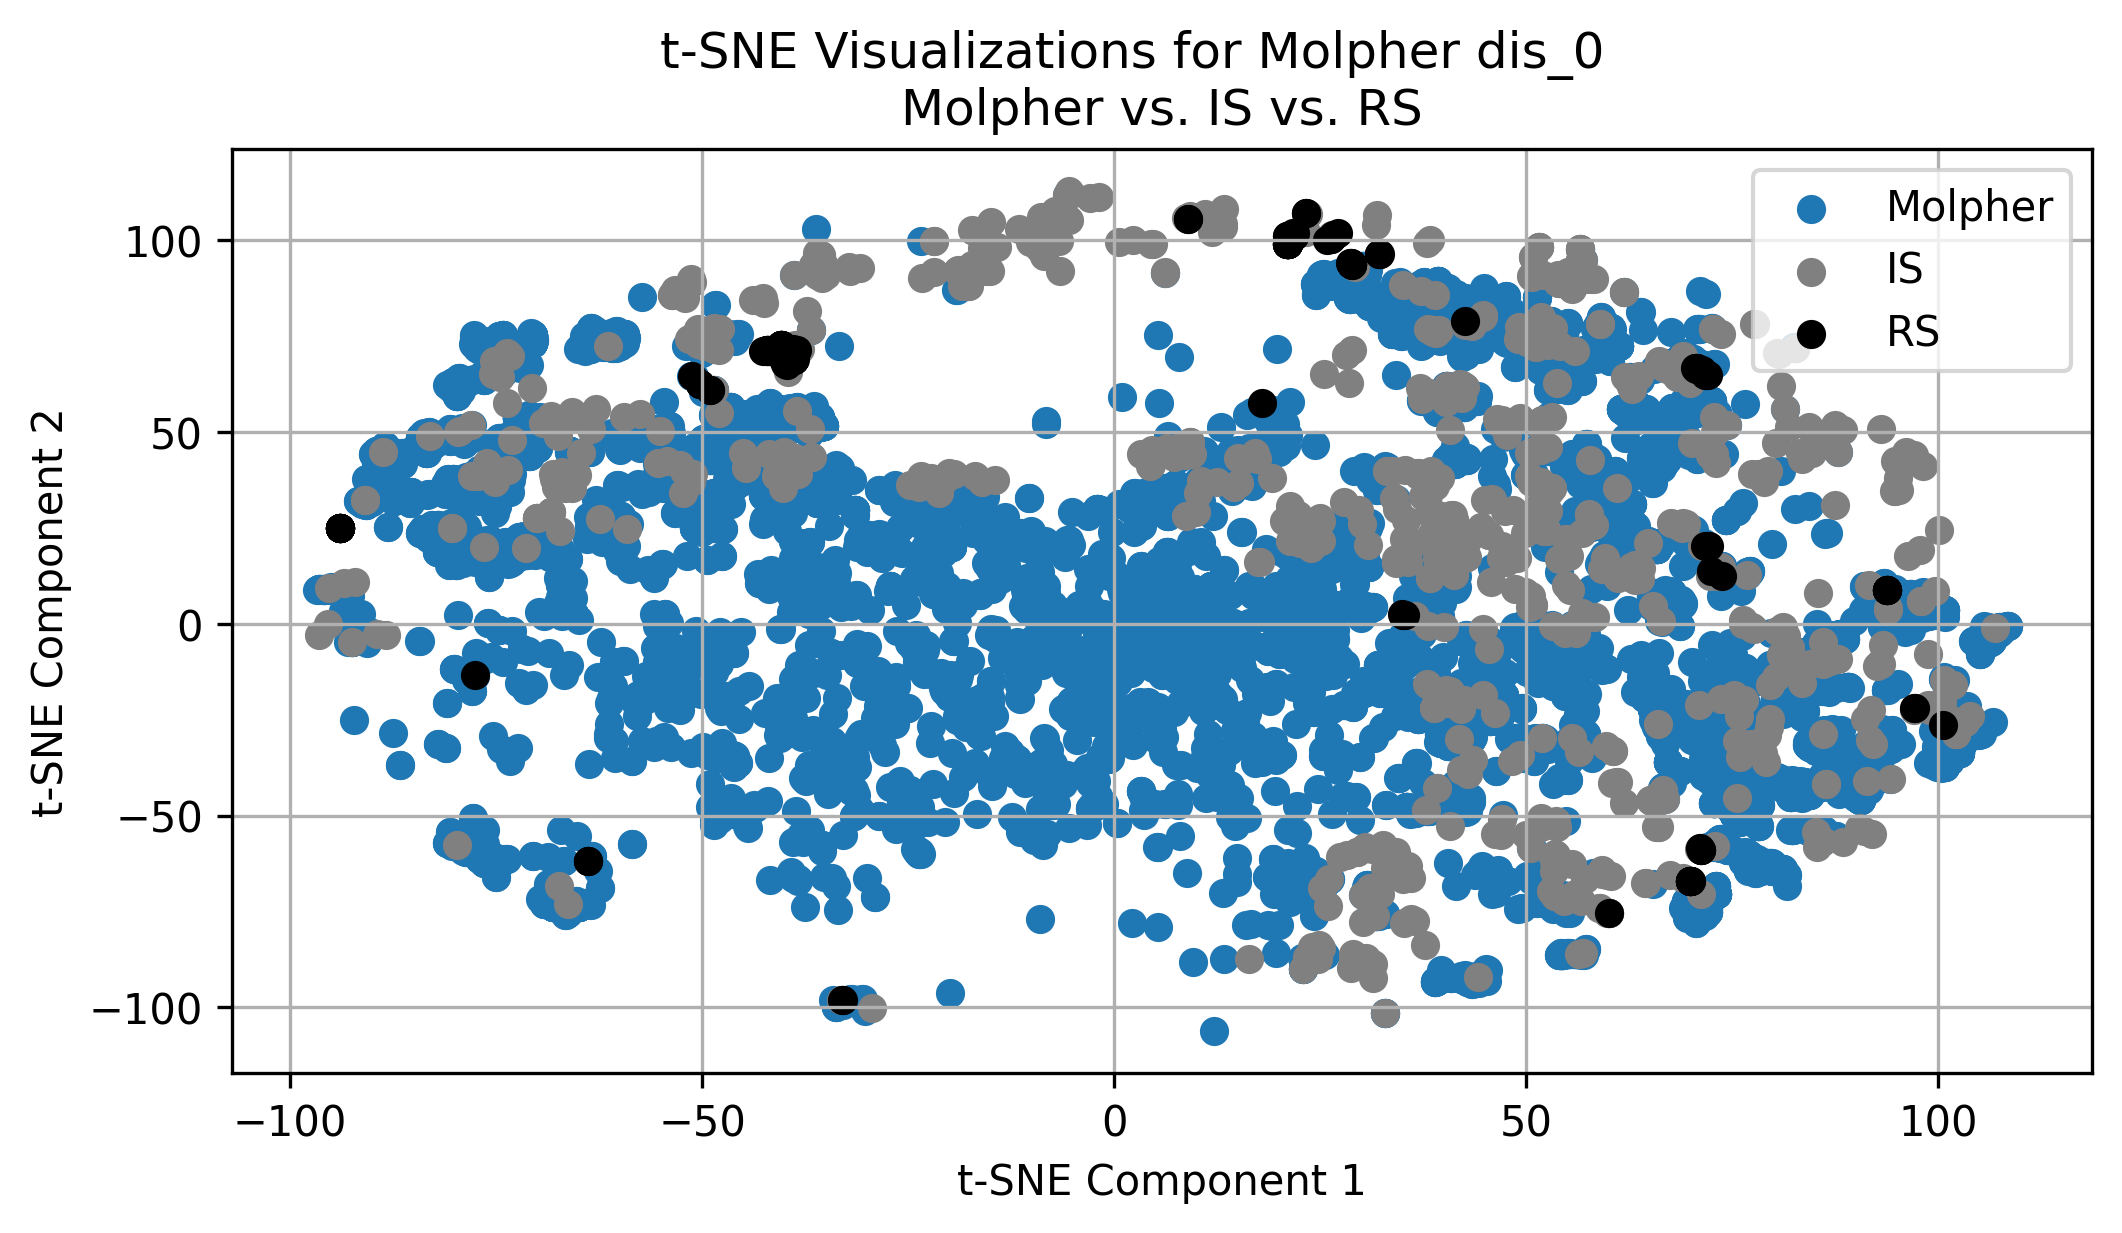 t-SNE Visualizations for Molpher dis_0
Molpher vs. IS vs. RS
Molpher
IS
RS
100
50
0
−50
−100
t-SNE Component 2
−100
−50
0
50
100
t-SNE Component 1